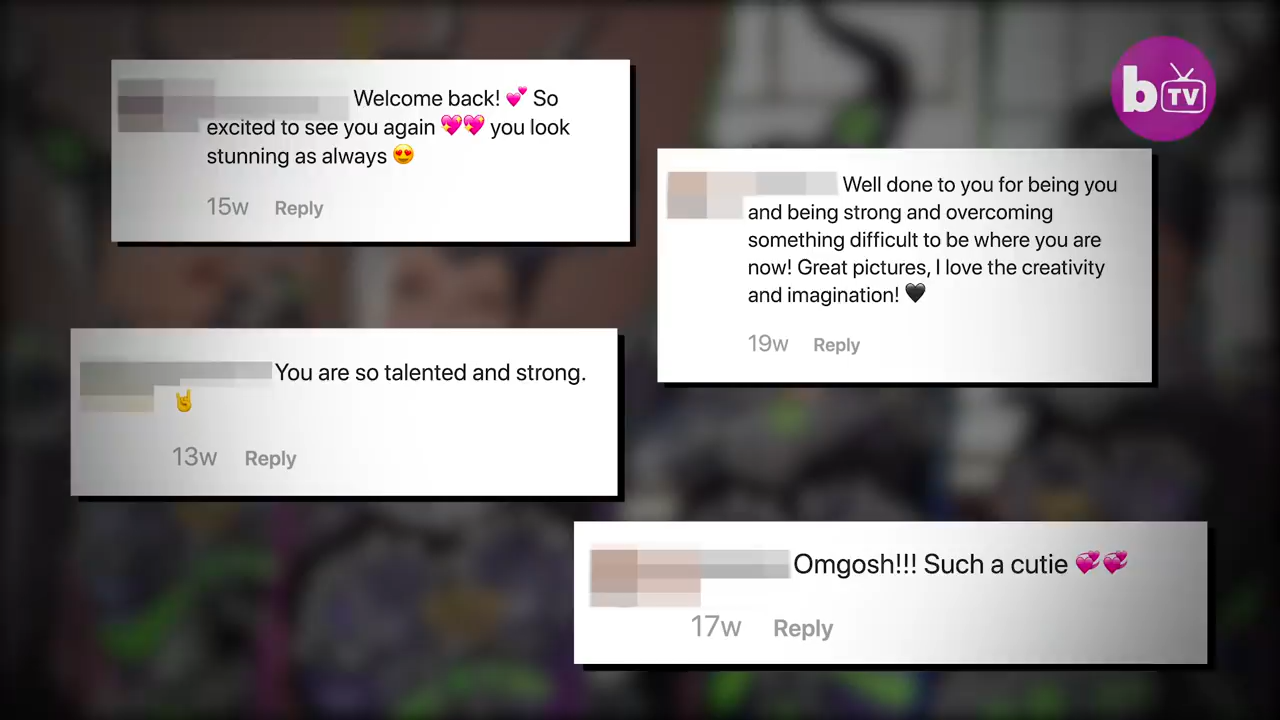 Welcome back! 💕 So
excited to see you again 💖💖 you look
stunning as always 😍
15w Reply
bTV
Well done to you for being you
and being strong and overcoming
something difficult to be where you are
now! Great pictures, I love the creativity
and imagination! 🖤
19w Reply
You are so talented and strong.
🤘
13w Reply
Omgosh!!! Such a cutie 💞💞
17w Reply